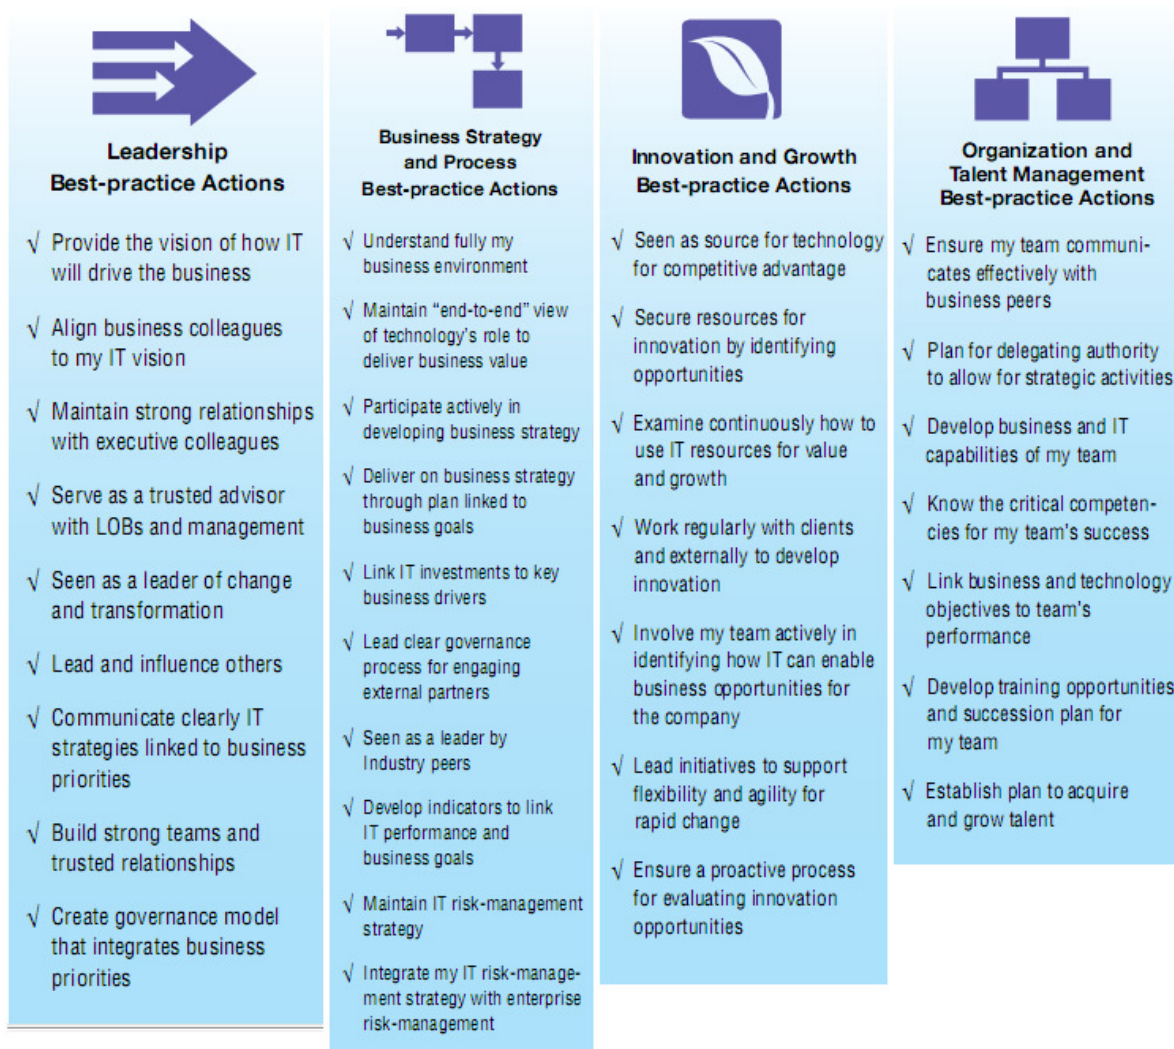 Leadership
Best-practice Actions
√ Provide the vision of how IT
will drive the business
√ Align business colleagues
to my IT vision
√ Maintain strong relationships
with executive colleagues
√ Serve as a trusted advisor
with LOBs and management
√ Seen as a leader of change
and transformation
√ Lead and influence others
√ Communicate clearly IT
strategies linked to business
priorities
√ Build strong teams and
trusted relationships
√ Create governance model
that integrates business
priorities
Business Strategy
and Process
Best-practice Actions
√ Understand fully my
business environment
√ Maintain “end-to-end” view
of technology’s role to
deliver business value
√ Participate actively in
developing business strategy
√ Deliver on business strategy
through plan linked to
business goals
√ Link IT investments to key
business drivers
√ Lead clear governance
process for engaging
external partners
√ Seen as a leader by
Industry peers
√ Develop indicators to link
IT performance and
business goals
√ Maintain IT risk-management
strategy
√ Integrate my IT risk-manage-
ment strategy with enterprise
risk-management
Innovation and Growth
Best-practice Actions
√ Seen as source for technology
for competitive advantage
√ Secure resources for
innovation by identifying
opportunities
√ Examine continuously how to
use IT resources for value
and growth
√ Work regularly with clients
and externally to develop
innovation
√ Involve my team actively in
identifying how IT can enable
business opportunities for
the company
√ Lead initiatives to support
flexibility and agility for
rapid change
√ Ensure a proactive process
for evaluating innovation
opportunities
Organization and
Talent Management
Best-practice Actions
√ Ensure my team communi-
cates effectively with
business peers
√ Plan for delegating authority
to allow for strategic activities
√ Develop business and IT
capabilities of my team
√ Know the critical competen-
cies for my team’s success
√ Link business and technology
objectives to team’s
performance
√ Develop training opportunities
and succession plan for
my team
√ Establish plan to acquire
and grow talent